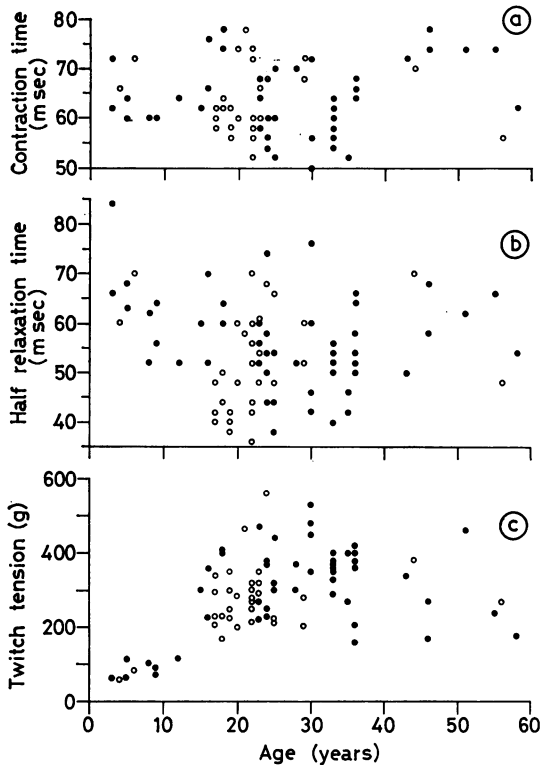 a
Contraction time
(m sec)
80
70
60
50
b
Half relaxation time
(m sec)
80
70
60
50
40
c
Twitch tension (g)
600
400
200
0
0 10 20 30 40 50 60
Age (years)